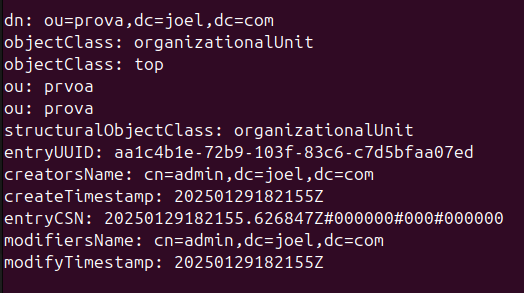 dn: ou=prova,dc=joel,dc=com
objectClass: organizationalUnit
objectClass: top
ou: prvoa
ou: prova
structuralObjectClass: organizationalUnit
entryUUID: aa1c4b1e-72b9-103f-83c6-c7d5bfaa07ed
creatorsName: cn=admin,dc=joel,dc=com
createTimestamp: 20250129182155Z
entryCSN: 20250129182155.626847Z#000000#000#000000
modifiersName: cn=admin,dc=joel,dc=com
modifyTimestamp: 20250129182155Z